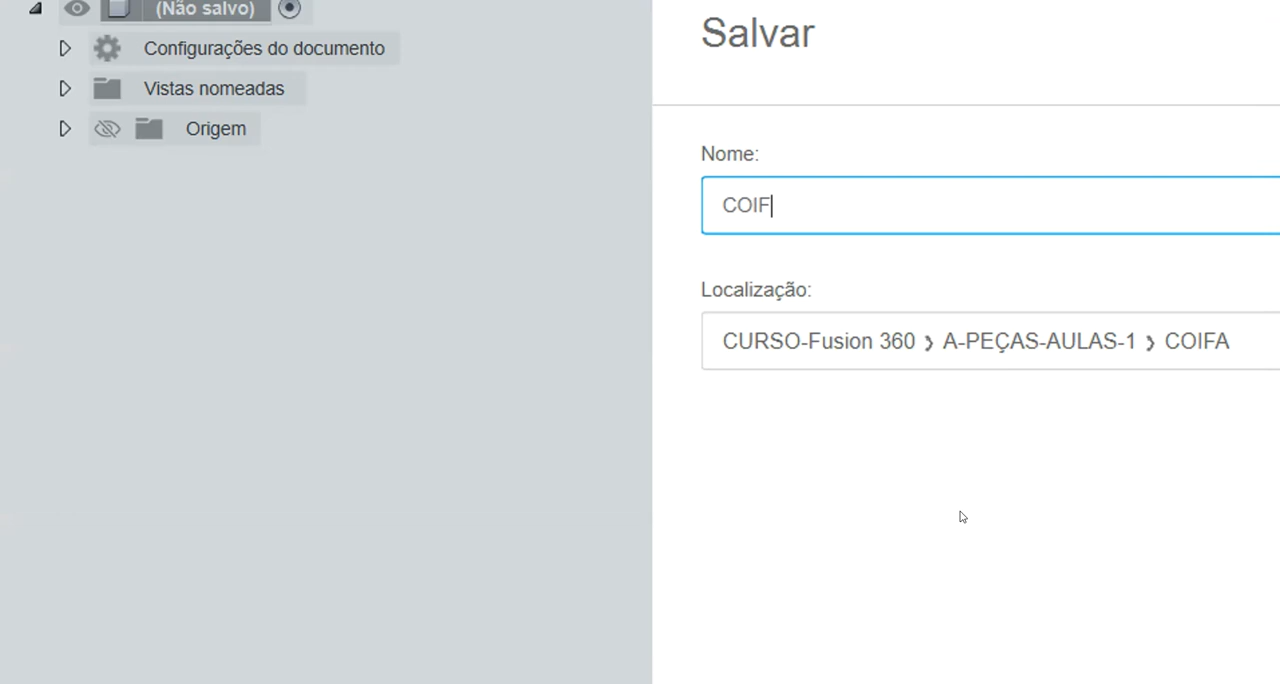 (Não salvo)
Configurações do documento
Vistas nomeadas
Origem
Salvar
Nome:
COIF
Localização:
CURSO-Fusion 360 ❯ A-PEÇAS-AULAS-1 ❯ COIFA